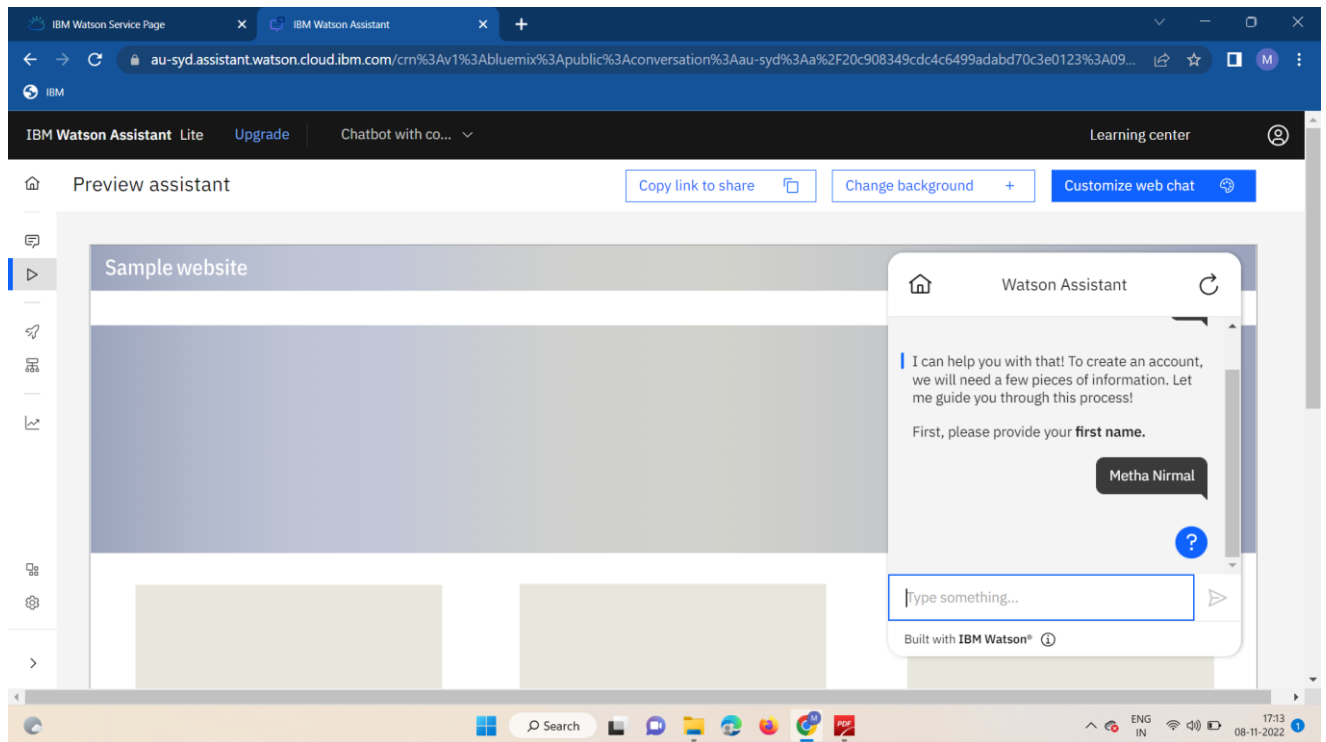 IBM Watson Service Page
IBM Watson Assistant
au-syd.assistant.watson.cloud.ibm.com/crn%3Av1%3Abluemix%3Apublic%3Aconversation%3Aau-syd%3Aa%2F20c908349cdc4c6499adabd70c3e0123%3A09...
M
IBM
IBM Watson Assistant Lite Upgrade Chatbot with co... Learning center
Preview assistant
Copy link to share
Change background +
Customize web chat
Sample website
Watson Assistant
I can help you with that! To create an account,
we will need a few pieces of information. Let
me guide you through this process!
First, please provide your first name.
Metha Nirmal
?
Type something...
Built with IBM Watson®
Search
M
PDF
ENG
IN
17:13
08-11-2022
1